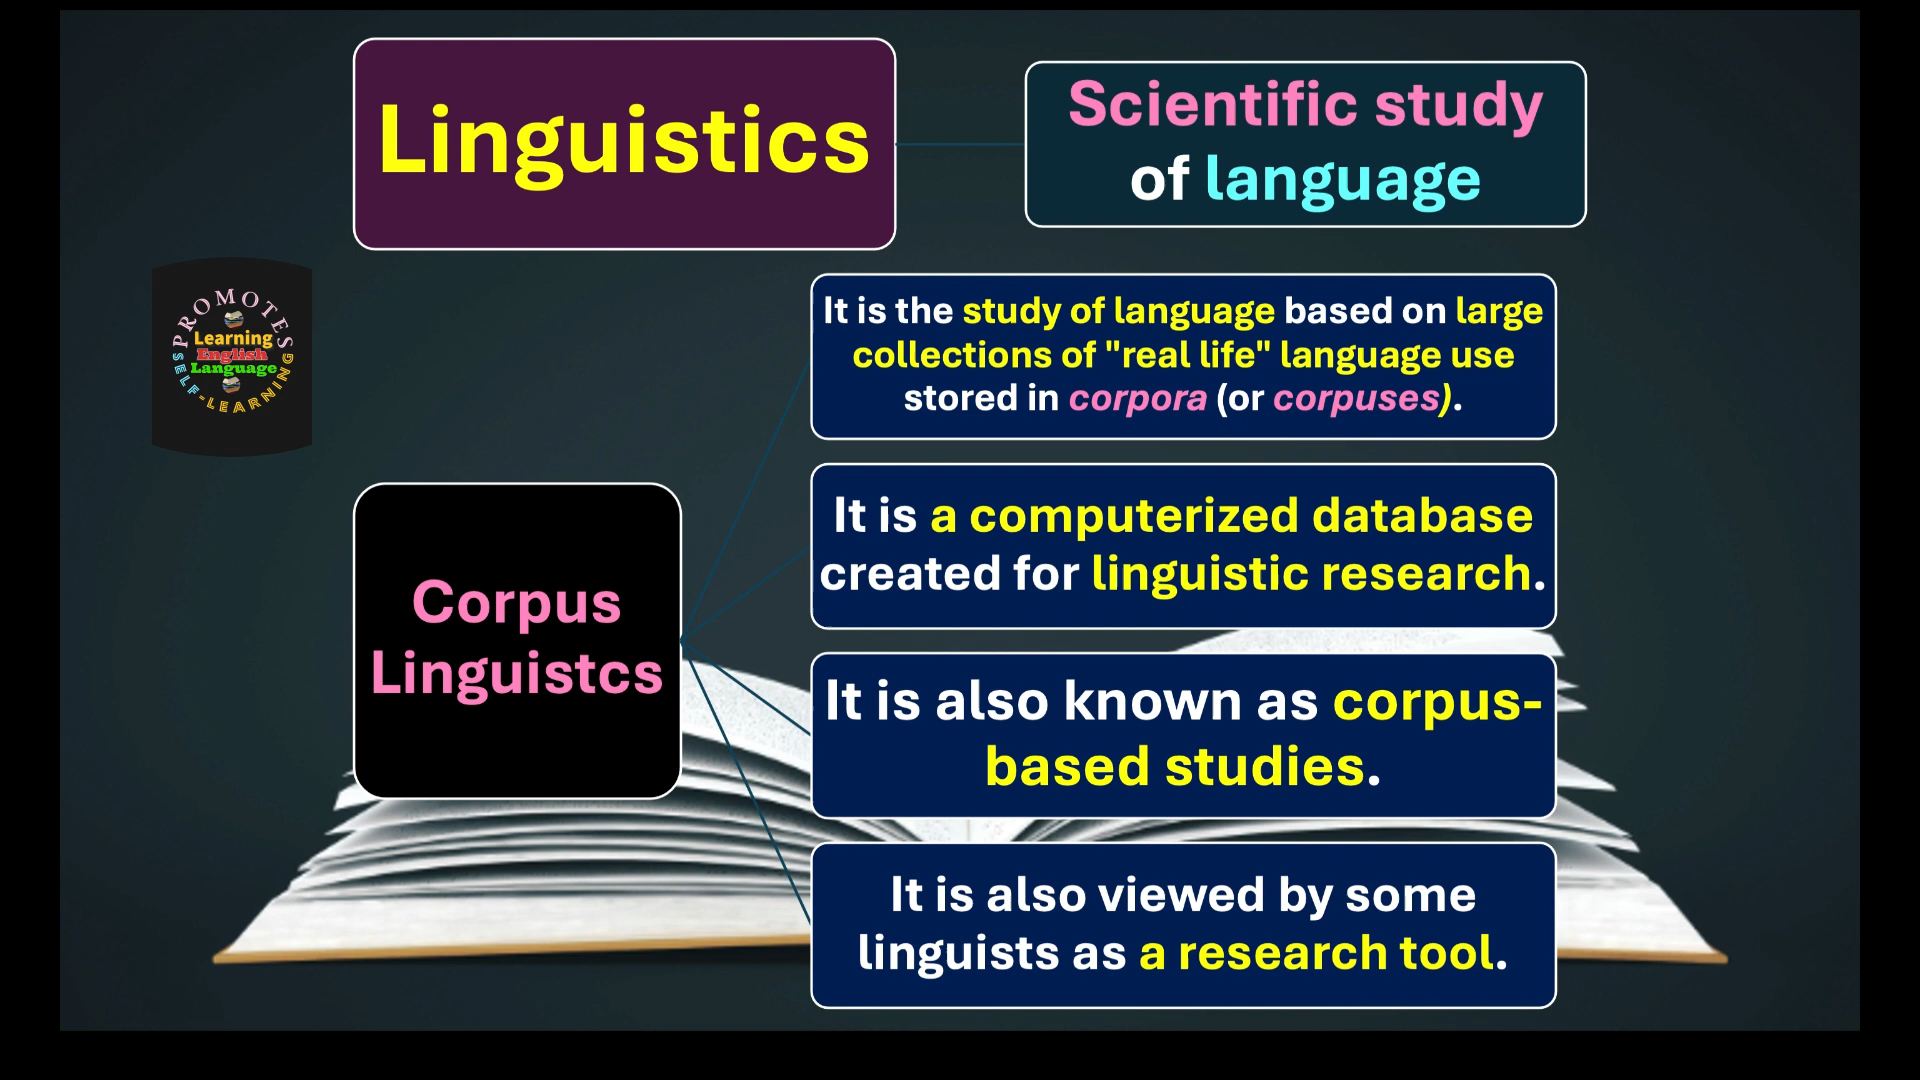 Linguistics
Scientific study
of language
PROMOTES
Learning
English
Language
SELF-LEARNING
It is the study of language based on large
collections of "real life" language use
stored in corpora (or corpuses).
Corpus
Linguistcs
It is a computerized database
created for linguistic research.
It is also known as corpus-
based studies.
It is also viewed by some
linguists as a research tool.